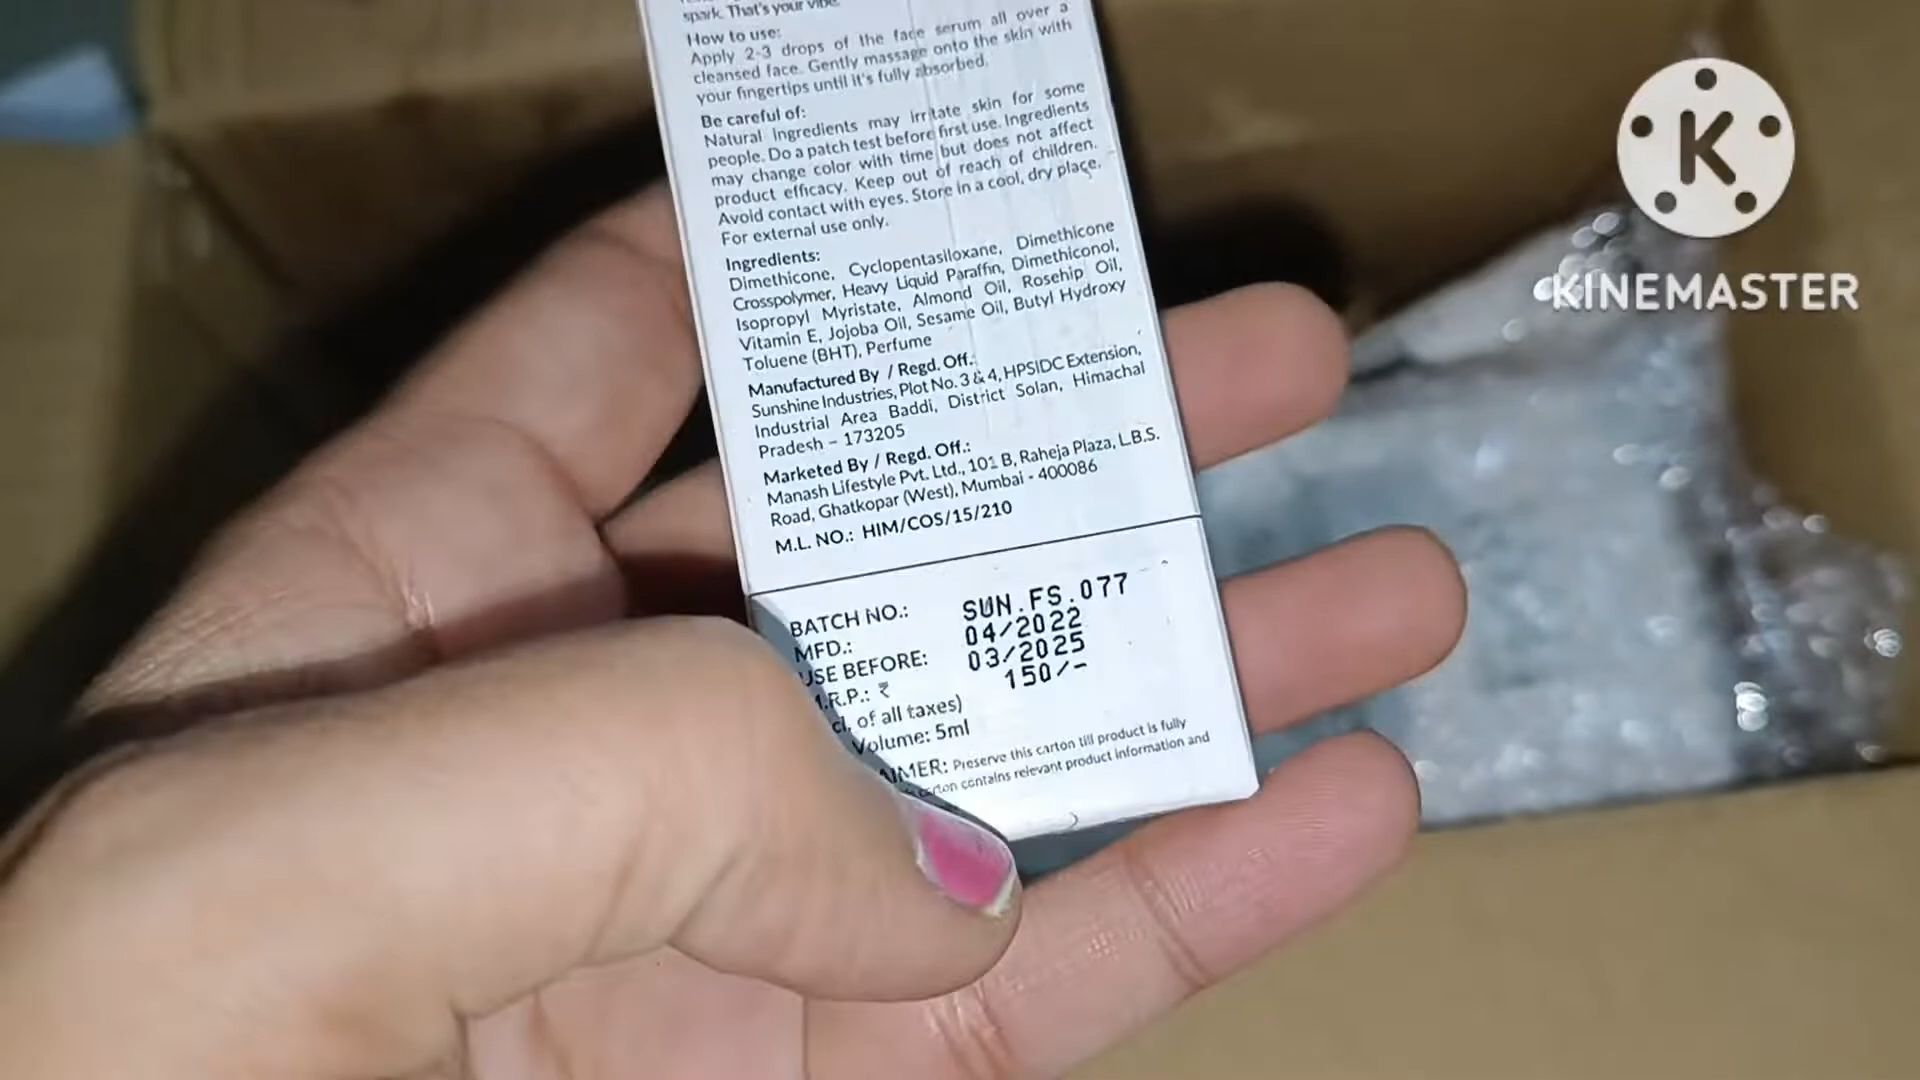 spark. That's your vibe.
How to use:
Apply 2-3 drops of the face serum all over a
cleansed face. Gently massage onto the skin with
your fingertips until it's fully absorbed.
Be careful of:
Natural Ingredients may irritate skin for some
people. Do a patch test before first use. Ingredients
may change color with time but does not affect
product efficacy. Keep out of reach of children.
Avoid contact with eyes. Store in a cool, dry place.
For external use only.
Ingredients:
Dimethicone, Cyclopentasiloxane, Dimethicone
Crosspolymer, Heavy Liquid Paraffin, Dimethiconol,
Isopropyl Myristate, Almond Oil, Rosehip Oil,
Vitamin E, Jojoba Oil, Sesame Oil, Butyl Hydroxy
Toluene (BHT), Perfume
Manufactured By / Regd. Off.:
Sunshine Industries, Plot No. 3 & 4, HPSIDC Extension,
Industrial Area Baddi, District Solan, Himachal
Pradesh – 173205
Marketed By / Regd. Off.:
Manash Lifestyle Pvt. Ltd., 101 B, Raheja Plaza, L.B.S.
Road, Ghatkopar (West), Mumbai - 400086
M.L. NO.: HIM/COS/15/210
BATCH NO.: SUN.FS.077
MFD.: 04/2022
USE BEFORE: 03/2025
.R.P.: ₹ 150/-
cl. of all taxes)
Volume: 5ml
AIMER: Preserve this carton till product is fully
carton contains relevant product information and
K
KINEMASTER